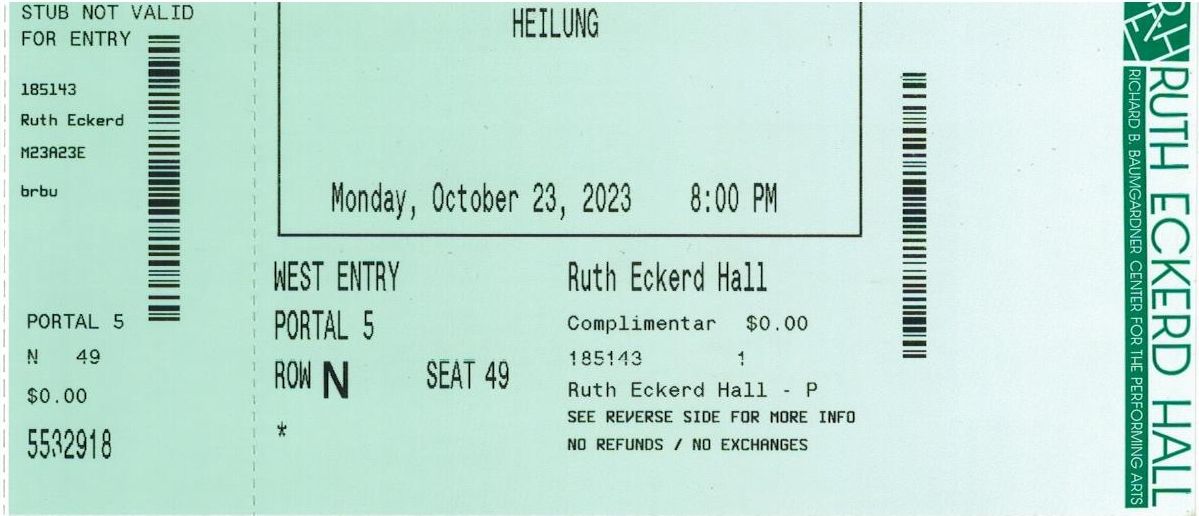 STUB NOT VALID
FOR ENTRY
185143
Ruth Eckerd
M23A23E
brbu
PORTAL 5
N 49
$0.00
5532918
HEILUNG
Monday, October 23, 2023 8:00 PM
WEST ENTRY
PORTAL 5
ROW N SEAT 49
*
Ruth Eckerd Hall
Complimentar $0.00
185143 1
Ruth Eckerd Hall - P
SEE REVERSE SIDE FOR MORE INFO
NO REFUNDS / NO EXCHANGES
REH
RUTH ECKERD HALL
RICHARD B. BAUMGARDNER CENTER FOR THE PERFORMING ARTS